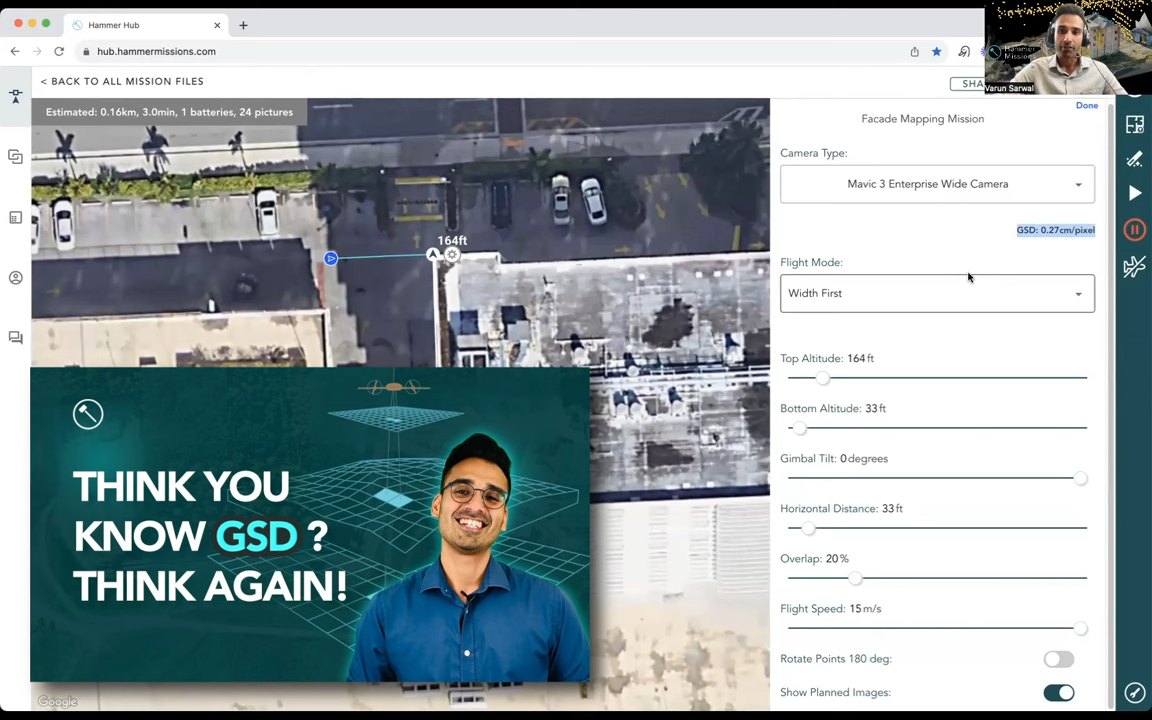 Hammer Hub
hub.hammermissions.com
Hammer
Missions
Varun Sarwal
< BACK TO ALL MISSION FILES
SHA
Estimated: 0.16km, 3.0min, 1 batteries, 24 pictures
Done
Facade Mapping Mission
Camera Type:
Mavic 3 Enterprise Wide Camera
GSD: 0.27cm/pixel
164ft
Flight Mode:
Width First
Top Altitude: 164 ft
Bottom Altitude: 33 ft
Gimbal Tilt: 0 degrees
Horizontal Distance: 33 ft
Overlap: 20 %
Flight Speed: 15 m/s
Rotate Points 180 deg:
Show Planned Images:
THINK YOU
KNOW GSD ?
THINK AGAIN!
Google